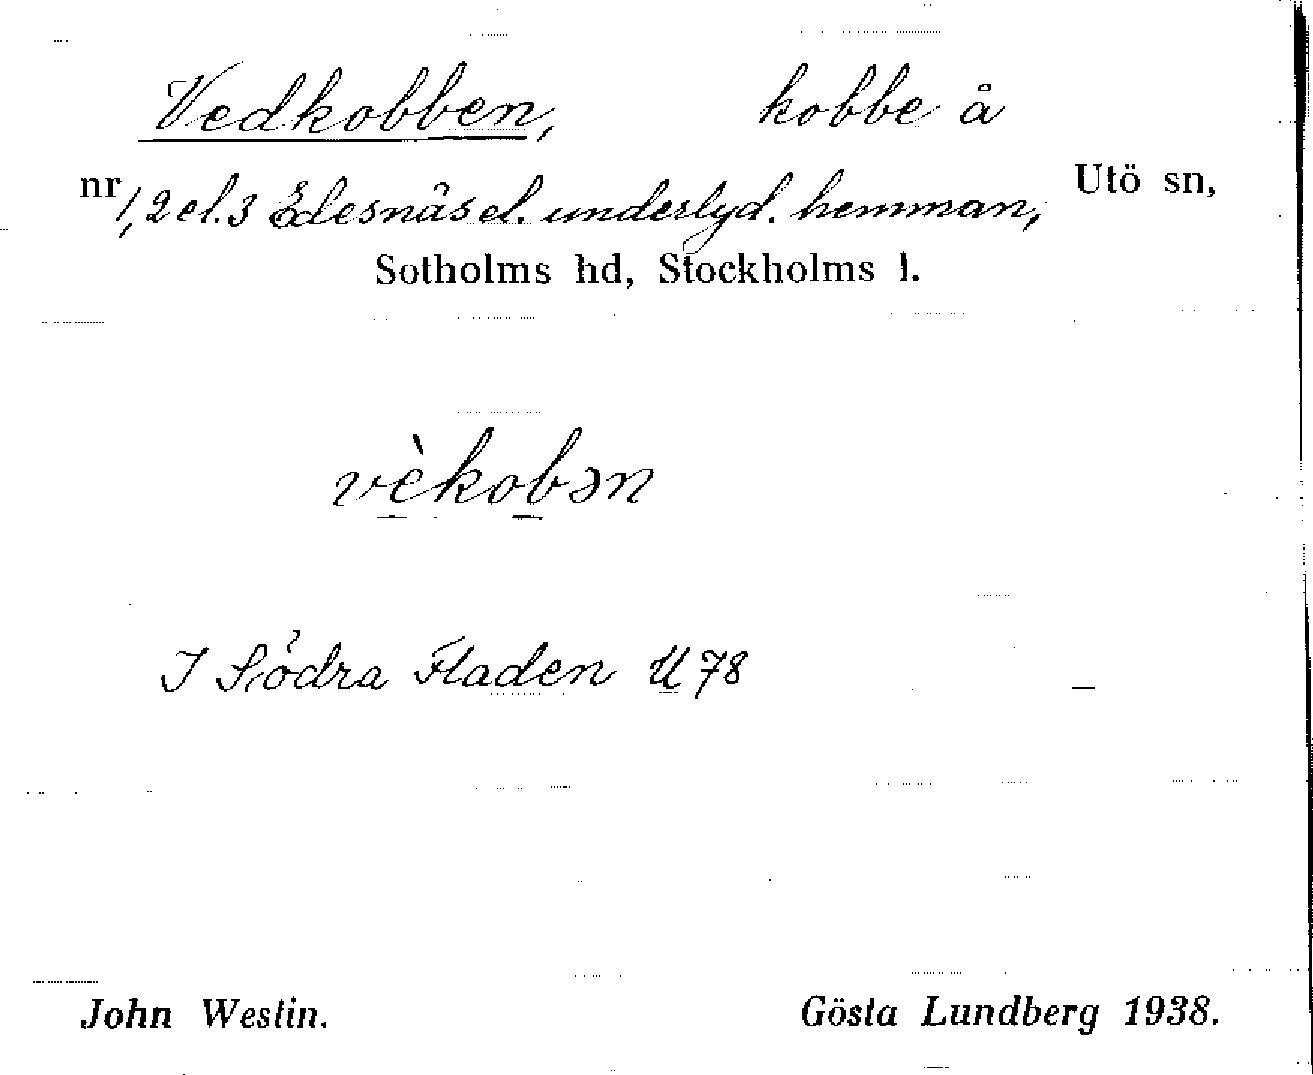 Vedkobben, kobbe å
nr 1, 2 el. 3 Edesnäs el. underlyd. hemman, Utö sn,
Sotholms hd, Stockholms l.
vèkobən
I Södra Fladen U 78
John Westin. Gösta Lundberg 1938.